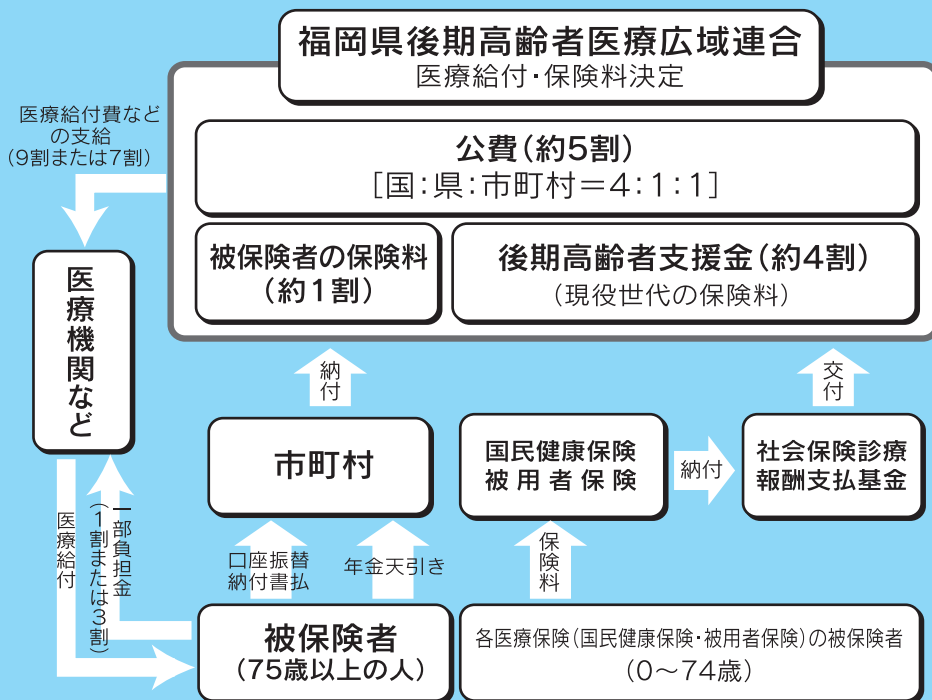 福岡県後期高齢者医療広域連合
医療給付・保険料決定
医療給付費など
の支給
(9割または7割)
公費(約5割)
[国:県:市町村=4:1:1]
被保険者の保険料
(約1割)
後期高齢者支援金(約4割)
(現役世代の保険料)
医療機関など
納付
交付
市町村
国民健康保険
被用者保険
納付
社会保険診療
報酬支払基金
医療給付
一部負担金
(1割または3割)
口座振替
納付書払
年金天引き
保険料
被保険者
(75歳以上の人)
各医療保険(国民健康保険・被用者保険)の被保険者
(0～74歳)